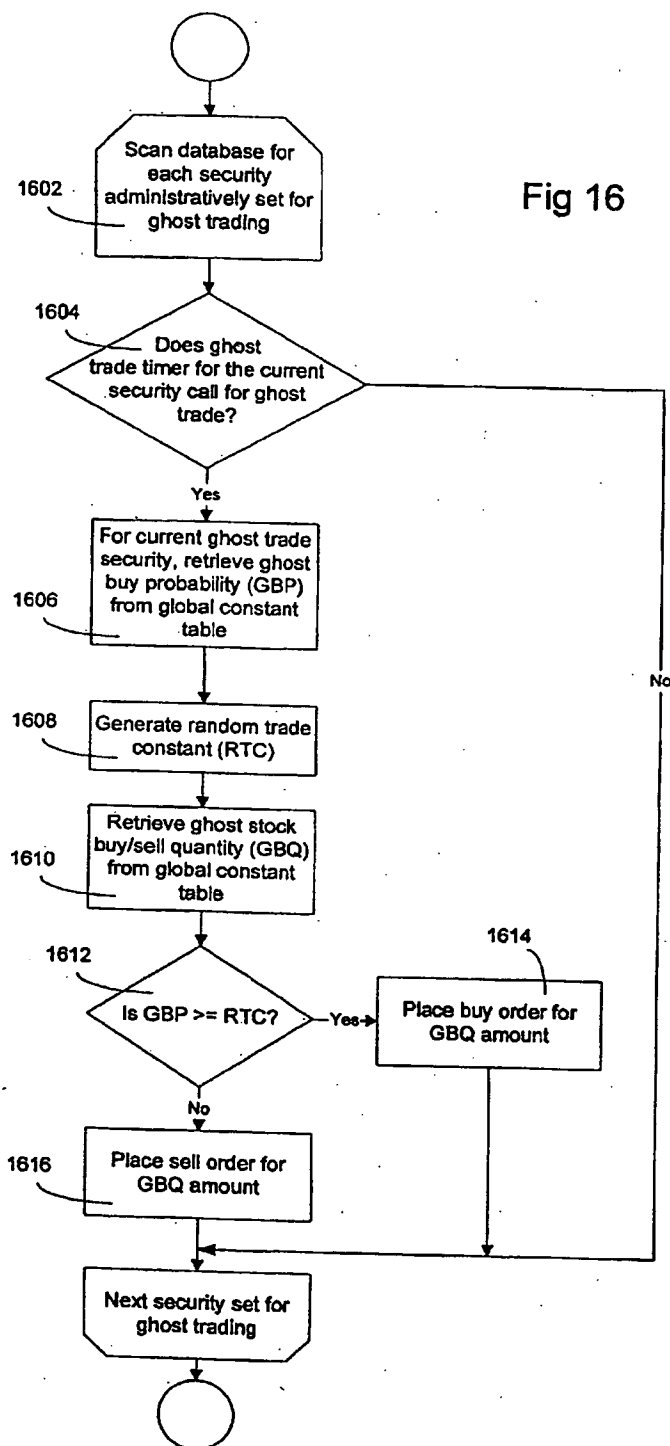 Fig 16
Scan database for
each security
administratively set for
ghost trading
1602
1604
Does ghost
trade timer for the current
security call for ghost
trade?
Yes
No
For current ghost trade
security, retrieve ghost
buy probability (GBP)
from global constant
table
1606
Generate random trade
constant (RTC)
1608
Retrieve ghost stock
buy/sell quantity (GBQ)
from global constant
table
1610
1612
Is GBP >= RTC?
Yes
1614
Place buy order for
GBQ amount
No
Place sell order for
GBQ amount
1616
Next security set for
ghost trading